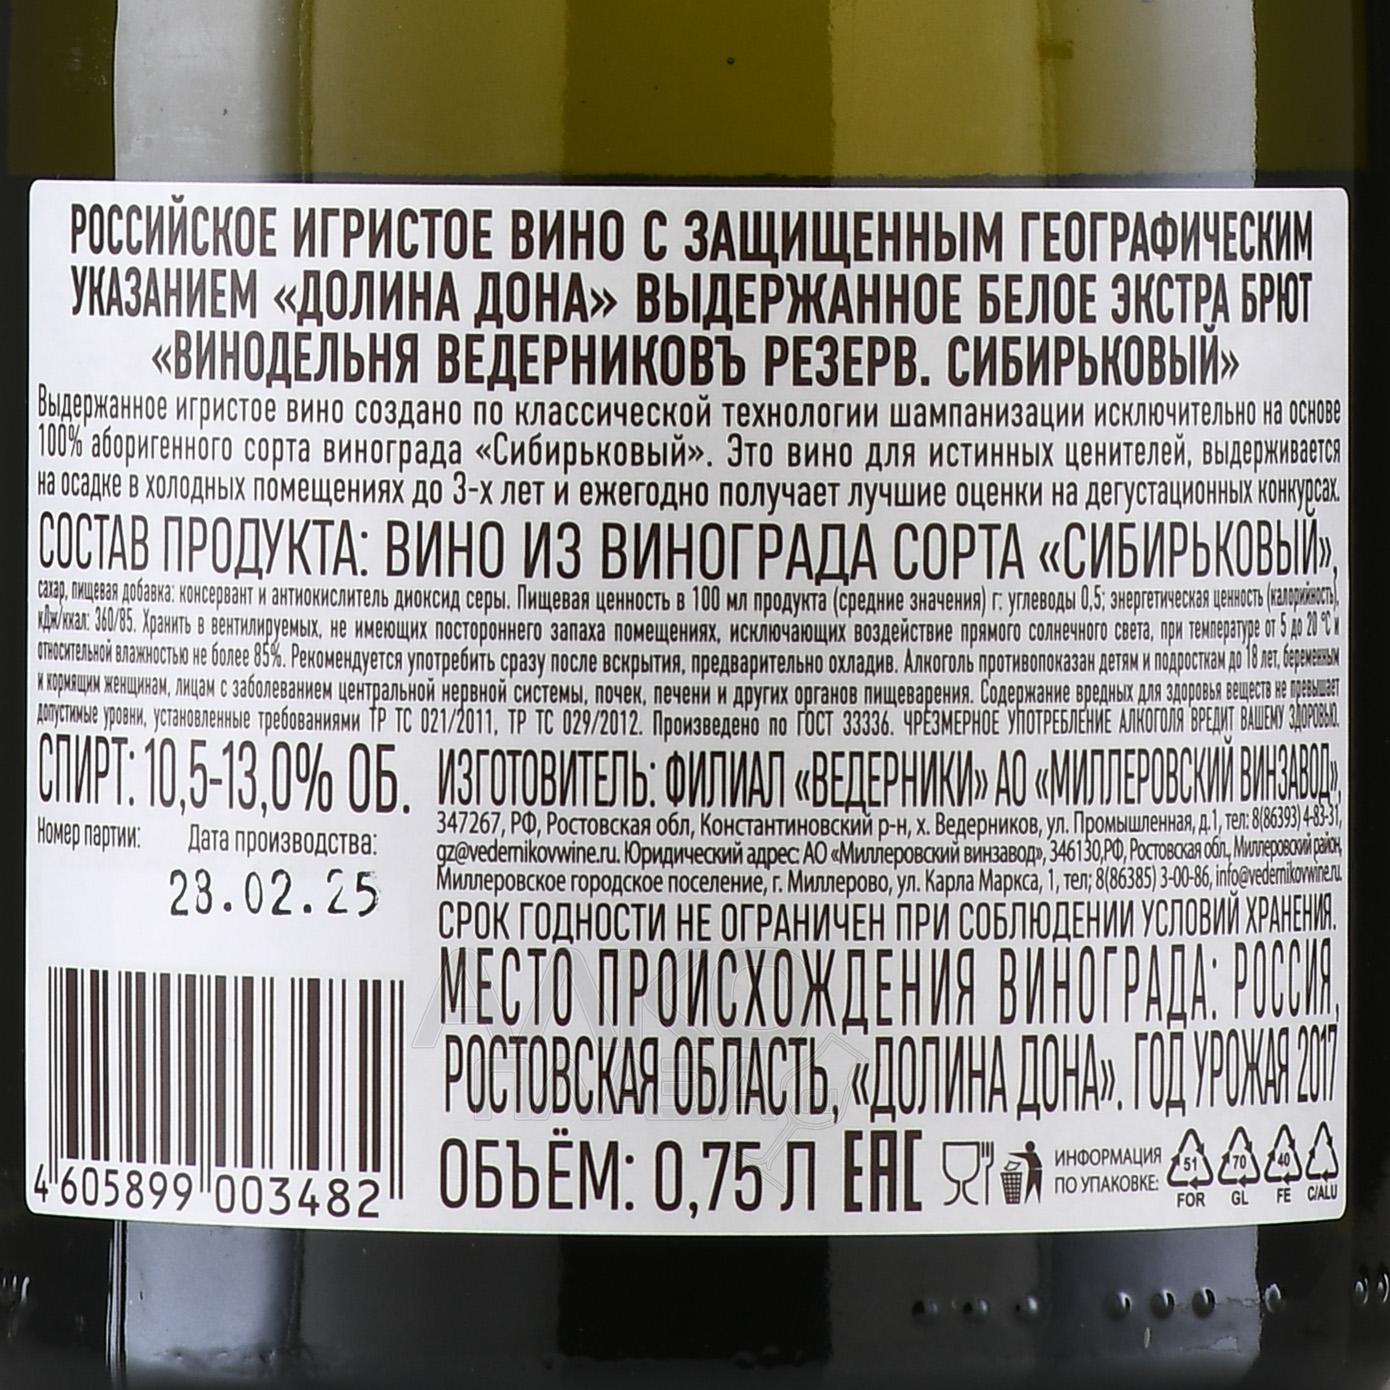 РОССИЙСКОЕ ИГРИСТОЕ ВИНО С ЗАЩИЩЕННЫМ ГЕОГРАФИЧЕСКИМ
УКАЗАНИЕМ «ДОЛИНА ДОНА» ВЫДЕРЖАННОЕ БЕЛОЕ ЭКСТРА БРЮТ
«ВИНОДЕЛЬНЯ ВЕДЕРНИКОВЪ РЕЗЕРВ. СИБИРЬКОВЫЙ»
Выдержанное игристое вино создано по классической технологии шампанизации исключительно на основе
100% аборигенного сорта винограда «Сибирьковый». Это вино для истинных ценителей, выдерживается
на осадке в холодных помещениях до 3-х лет и ежегодно получает лучшие оценки на дегустационных конкурсах.
СОСТАВ ПРОДУКТА: ВИНО ИЗ ВИНОГРАДА СОРТА «СИБИРЬКОВЫЙ»,
сахар, пищевая добавка: консервант и антиокислитель диоксид серы. Пищевая ценность в 100 мл продукта (средние значения) г: углеводы 0,5; энергетическая ценность (калорийность),
кДж/ккал: 360/85. Хранить в вентилируемых, не имеющих постороннего запаха помещениях, исключающих воздействие прямого солнечного света, при температуре от 5 до 20 °С и
относительной влажностью не более 85%. Рекомендуется употребить сразу после вскрытия, предварительно охладив. Алкоголь противопоказан детям и подросткам до 18 лет, беременным
и кормящим женщинам, лицам с заболеванием центральной нервной системы, почек, печени и других органов пищеварения. Содержание вредных для здоровья веществ не превышает
допустимые уровни, установленные требованиями ТР ТС 021/2011, ТР ТС 029/2012. Произведено по ГОСТ 33336. ЧРЕЗМЕРНОЕ УПОТРЕБЛЕНИЕ АЛКОГОЛЯ ВРЕДИТ ВАШЕМУ ЗДОРОВЬЮ.
СПИРТ: 10,5-13,0% ОБ.
Номер партии: Дата производства:
28.02.25
4 605899 003482
ИЗГОТОВИТЕЛЬ: ФИЛИАЛ «ВЕДЕРНИКИ» АО «МИЛЛЕРОВСКИЙ ВИНЗАВОД»,
347267, РФ, Ростовская обл, Константиновский р-н, х. Ведерников, ул. Промышленная, д.1, тел: 8(86393) 4-83-31,
gz@vedernikovwine.ru. Юридический адрес: АО «Миллеровский винзавод», 346130,РФ, Ростовская обл., Миллеровский район,
Миллеровское городское поселение, г. Миллерово, ул. Карла Маркса, 1, тел; 8(86385) 3-00-86, info@vedernikovwine.ru.
СРОК ГОДНОСТИ НЕ ОГРАНИЧЕН ПРИ СОБЛЮДЕНИИ УСЛОВИЙ ХРАНЕНИЯ.
МЕСТО ПРОИСХОЖДЕНИЯ ВИНОГРАДА: РОССИЯ,
РОСТОВСКАЯ ОБЛАСТЬ, «ДОЛИНА ДОНА». ГОД УРОЖАЯ 2017
ОБЪЁМ: 0,75 Л EAC
ИНФОРМАЦИЯ
ПО УПАКОВКЕ:
51 70 40
FOR GL FE C/ALU
АЛКО
ПАБАС